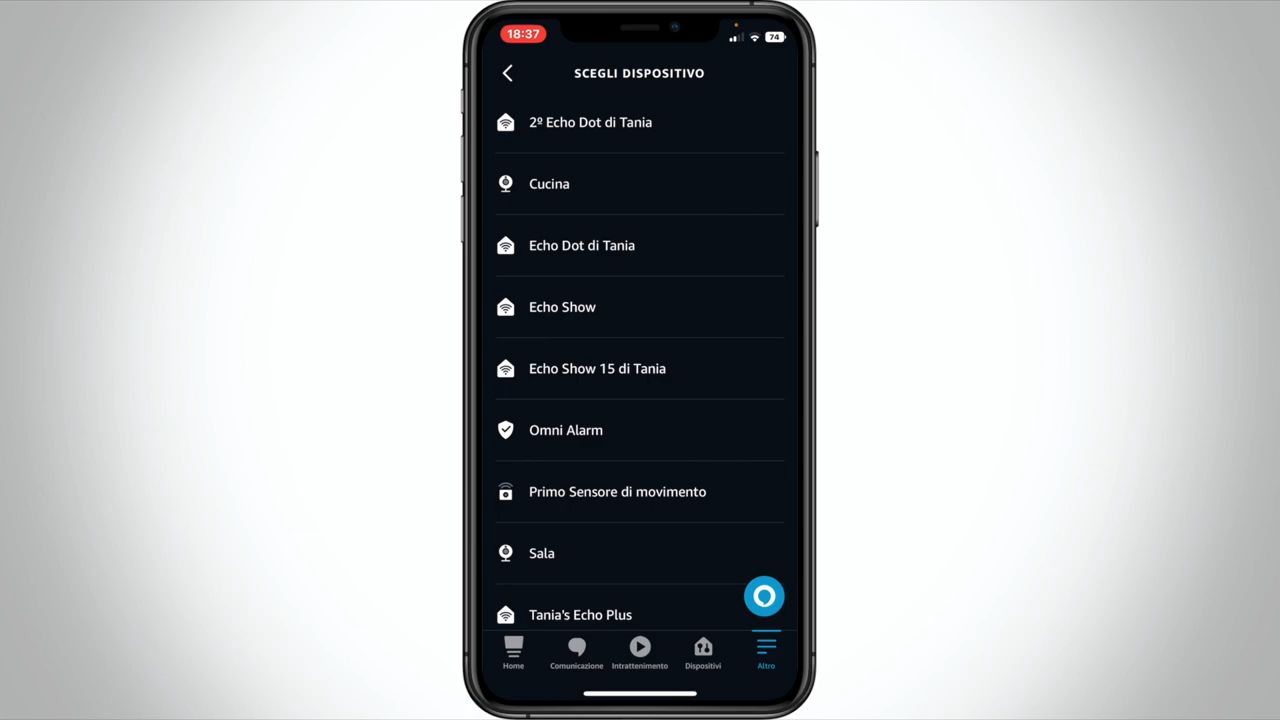 18:37
74
SCEGLI DISPOSITIVO
2º Echo Dot di Tania
Cucina
Echo Dot di Tania
Echo Show
Echo Show 15 di Tania
Omni Alarm
Primo Sensore di movimento
Sala
Tania's Echo Plus
Home Comunicazione Intrattenimento Dispositivi Altro